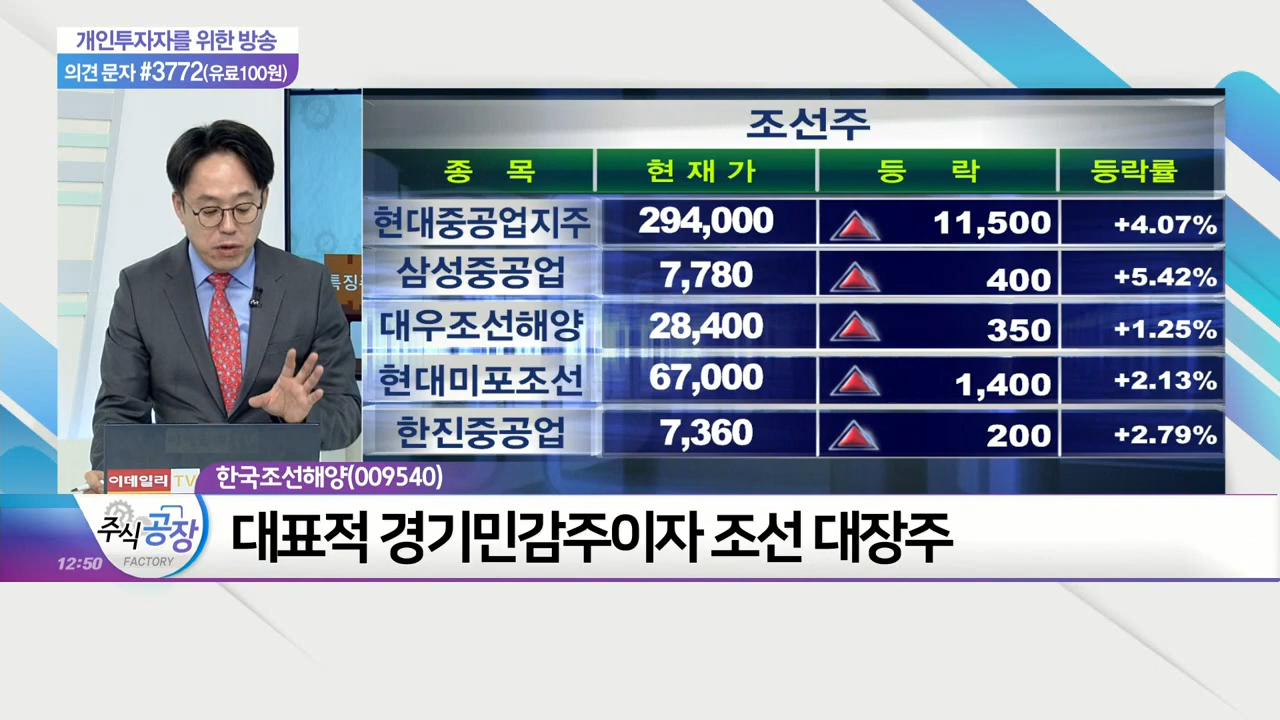 개인투자자를 위한 방송
의견 문자 #3772(유료100원)
조선주
종 목 현 재 가 등 락 등락률
현대중공업지주 294,000 11,500 +4.07%
삼성중공업 7,780 400 +5.42%
대우조선해양 28,400 350 +1.25%
현대미포조선 67,000 1,400 +2.13%
한진중공업 7,360 200 +2.79%
특징
이데일리 TV
한국조선해양(009540)
주식공장
FACTORY
12:50
대표적 경기민감주이자 조선 대장주